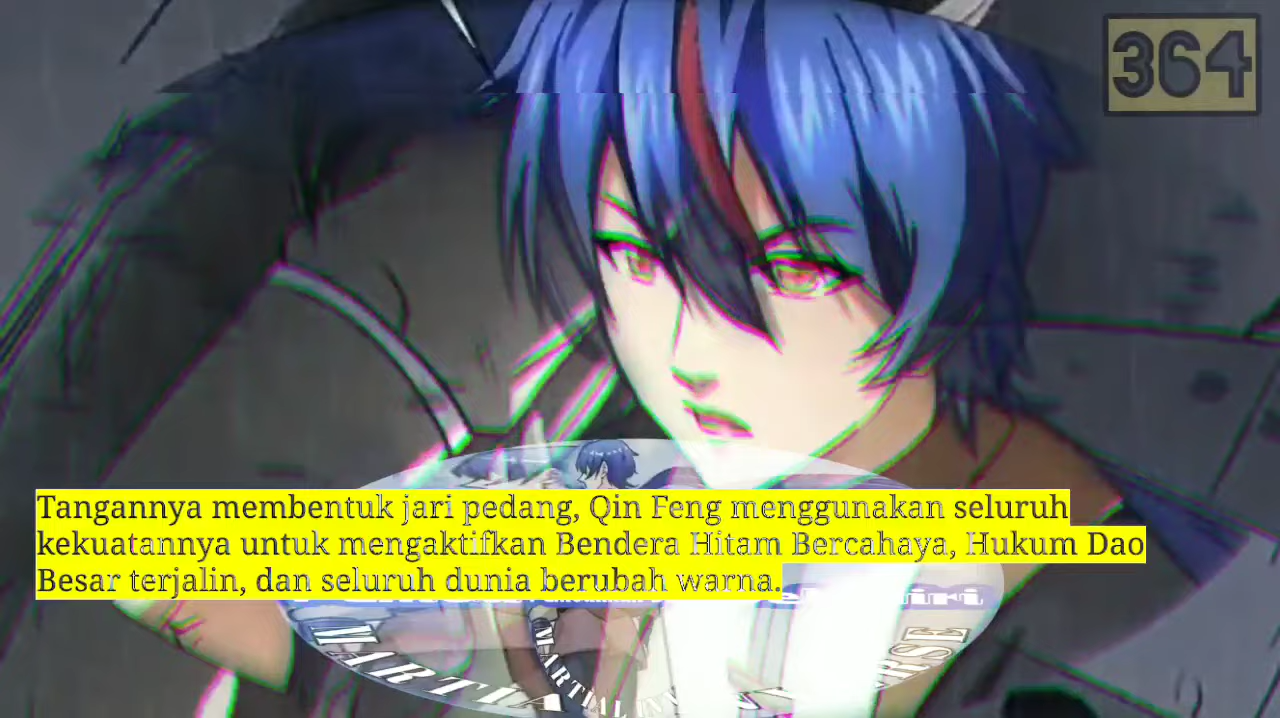 364
Tangannya membentuk jari pedang, Qin Feng menggunakan seluruh
kekuatannya untuk mengaktifkan Bendera Hitam Bercahaya, Hukum Dao
Besar terjalin, dan seluruh dunia berubah warna.